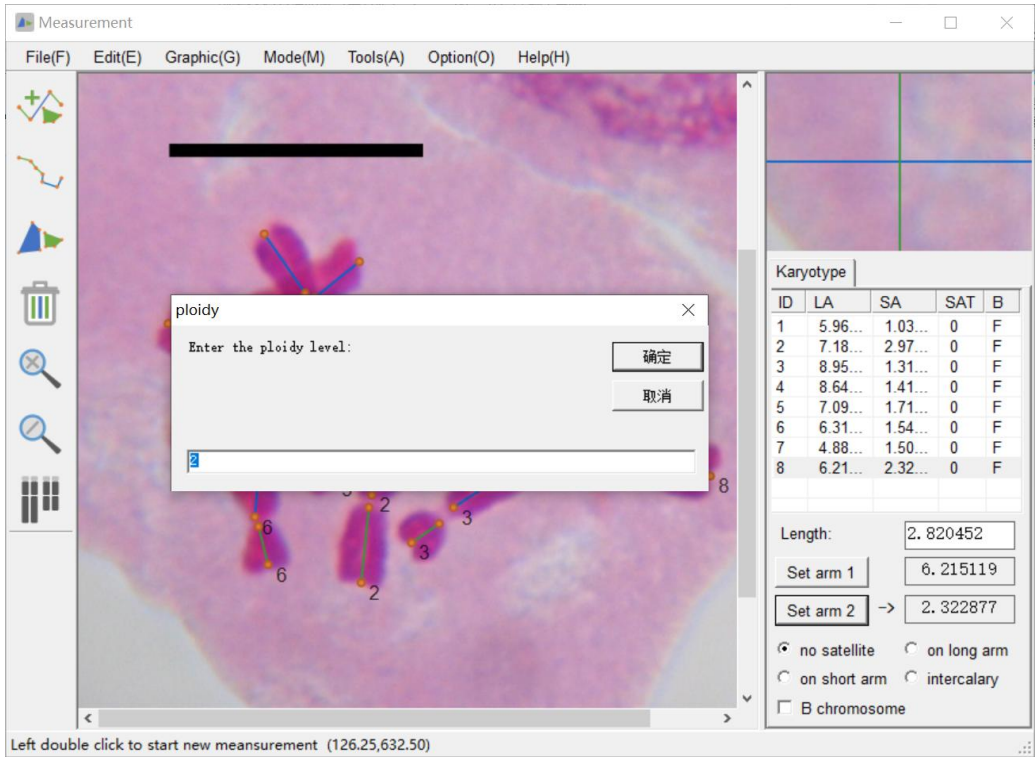 Measurement
File(F) Edit(E) Graphic(G) Mode(M) Tools(A) Option(O) Help(H)
ploidy
Enter the ploidy level:
确定
取消
2
8
2
3
6
3
6
2
Karyotype
ID LA SA SAT B
1 5.96... 1.03... 0 F
2 7.18... 2.97... 0 F
3 8.95... 1.31... 0 F
4 8.64... 1.41... 0 F
5 7.09... 1.71... 0 F
6 6.31... 1.54... 0 F
7 4.88... 1.50... 0 F
8 6.21... 2.32... 0 F
Length: 2.820452
Set arm 1 6.215119
Set arm 2 -> 2.322877
no satellite on long arm
on short arm intercalary
B chromosome
Left double click to start new meansurement (126.25,632.50)